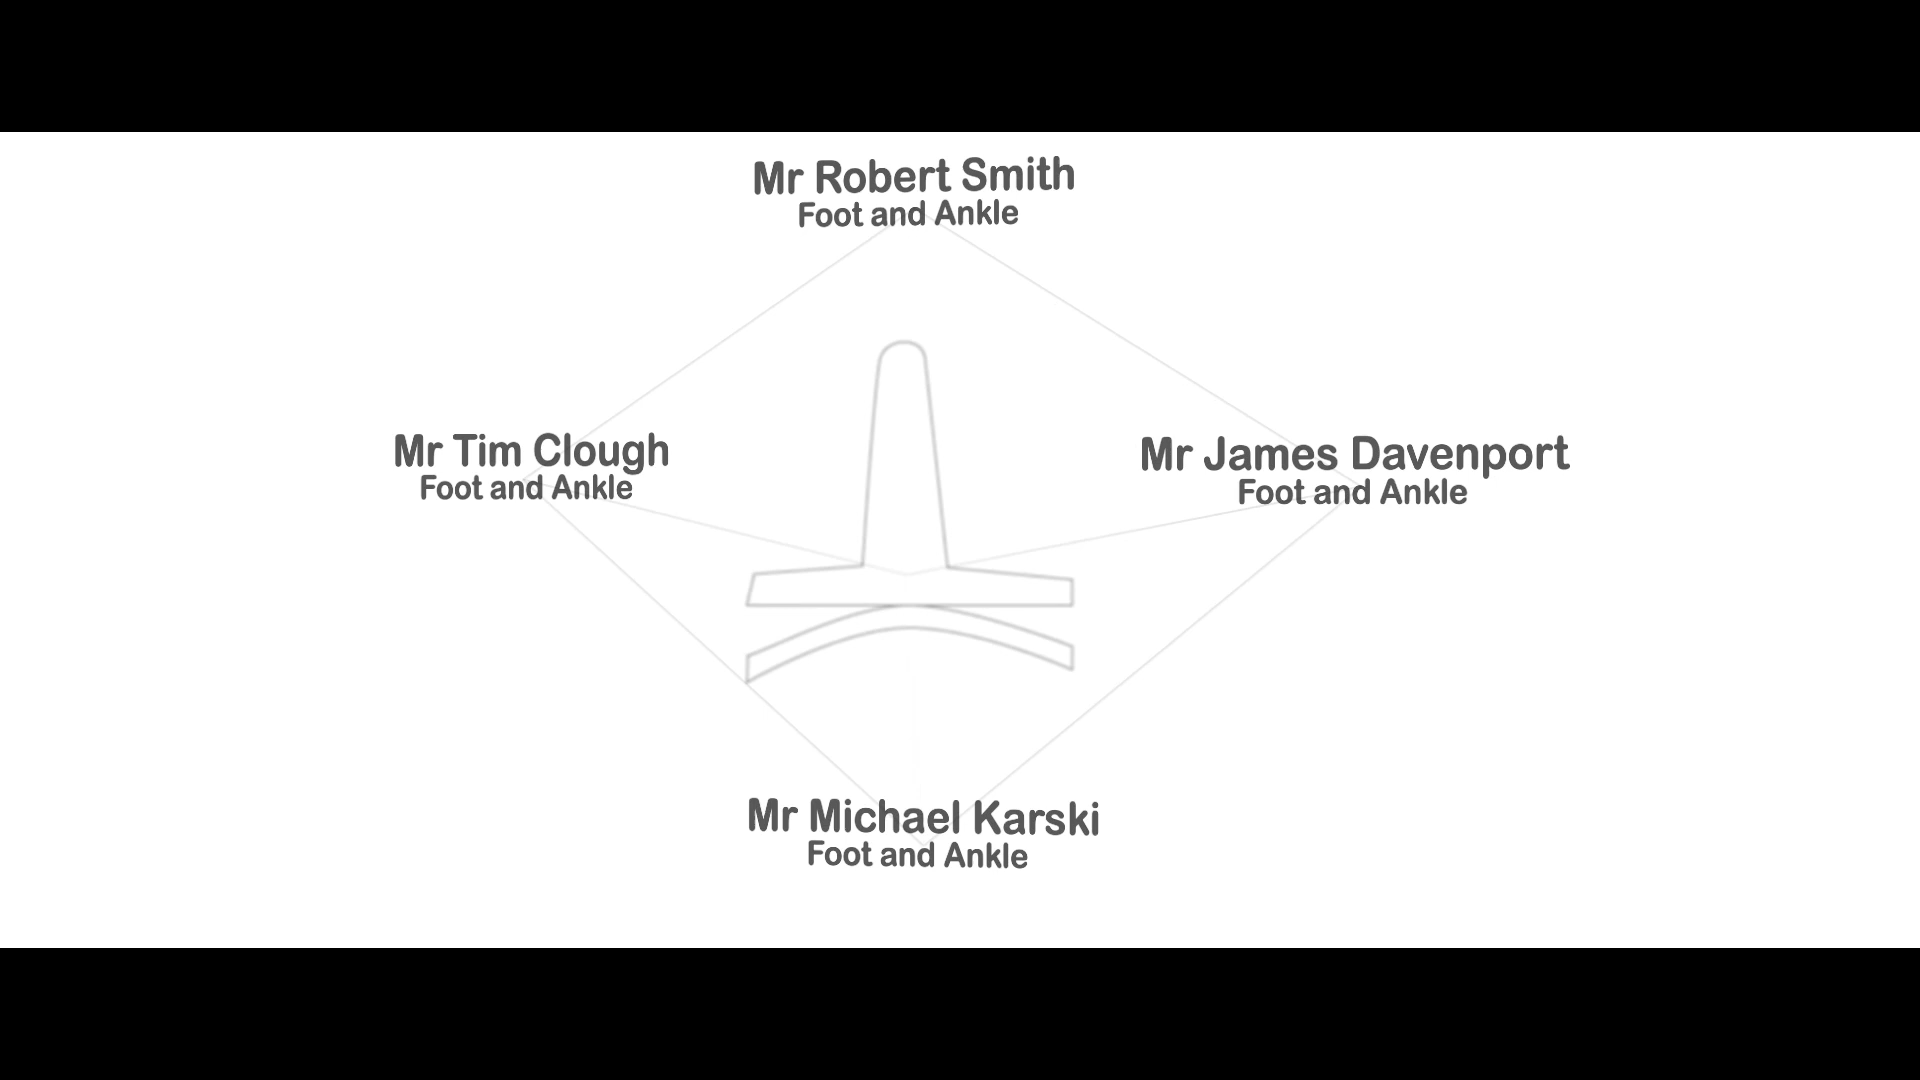 Mr Robert Smith
Foot and Ankle
Mr Tim Clough
Foot and Ankle
Mr James Davenport
Foot and Ankle
Mr Michael Karski
Foot and Ankle